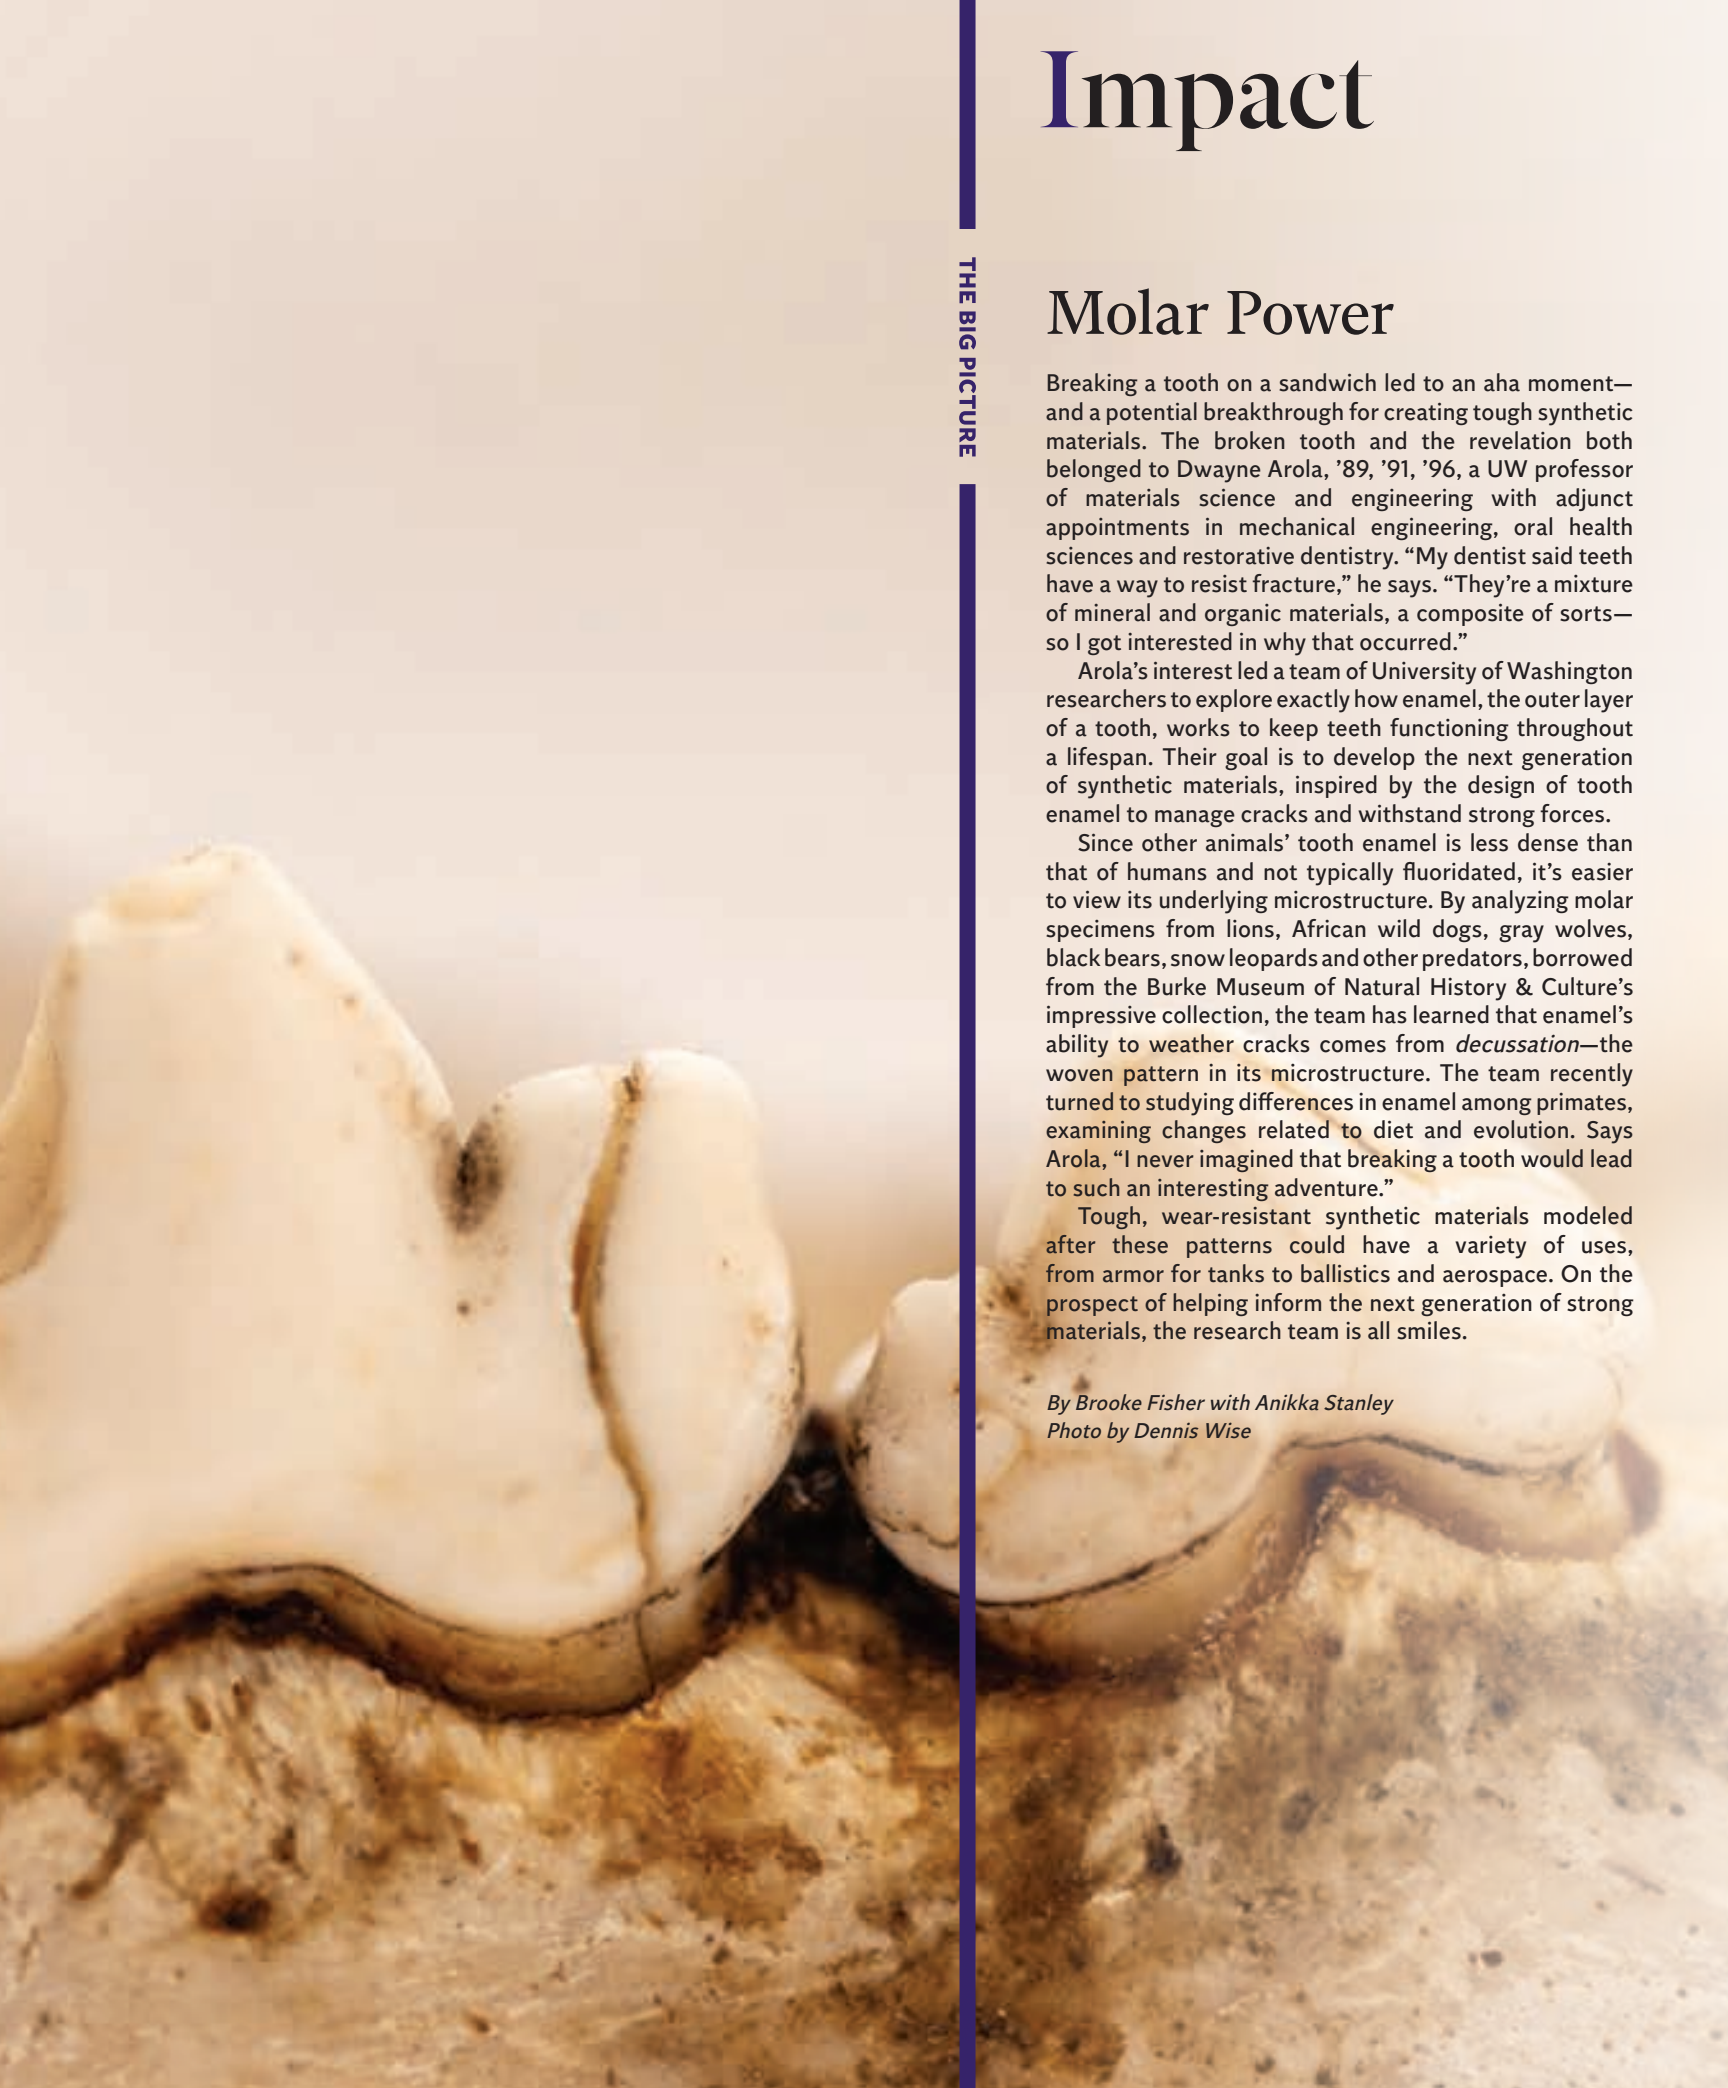 Impact
THE BIG PICTURE
Molar Power
Breaking a tooth on a sandwich led to an aha moment—
and a potential breakthrough for creating tough synthetic
materials. The broken tooth and the revelation both
belonged to Dwayne Arola, ’89, ’91, ’96, a UW professor
of materials science and engineering with adjunct
appointments in mechanical engineering, oral health
sciences and restorative dentistry. “My dentist said teeth
have a way to resist fracture,” he says. “They’re a mixture
of mineral and organic materials, a composite of sorts—
so I got interested in why that occurred.”
Arola’s interest led a team of University of Washington
researchers to explore exactly how enamel, the outer layer
of a tooth, works to keep teeth functioning throughout
a lifespan. Their goal is to develop the next generation
of synthetic materials, inspired by the design of tooth
enamel to manage cracks and withstand strong forces.
Since other animals’ tooth enamel is less dense than
that of humans and not typically fluoridated, it’s easier
to view its underlying microstructure. By analyzing molar
specimens from lions, African wild dogs, gray wolves,
black bears, snow leopards and other predators, borrowed
from the Burke Museum of Natural History & Culture’s
impressive collection, the team has learned that enamel’s
ability to weather cracks comes from decussation—the
woven pattern in its microstructure. The team recently
turned to studying differences in enamel among primates,
examining changes related to diet and evolution. Says
Arola, “I never imagined that breaking a tooth would lead
to such an interesting adventure.”
Tough, wear-resistant synthetic materials modeled
after these patterns could have a variety of uses,
from armor for tanks to ballistics and aerospace. On the
prospect of helping inform the next generation of strong
materials, the research team is all smiles.
By Brooke Fisher with Anikka Stanley
Photo by Dennis Wise